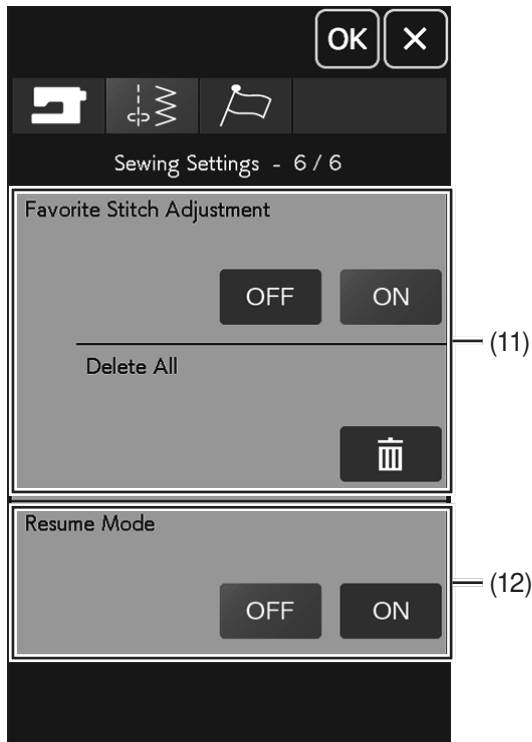 OK ×
Sewing Settings - 6 / 6
Favorite Stitch Adjustment
OFF ON
(11)
Delete All
Resume Mode
(12)
OFF ON